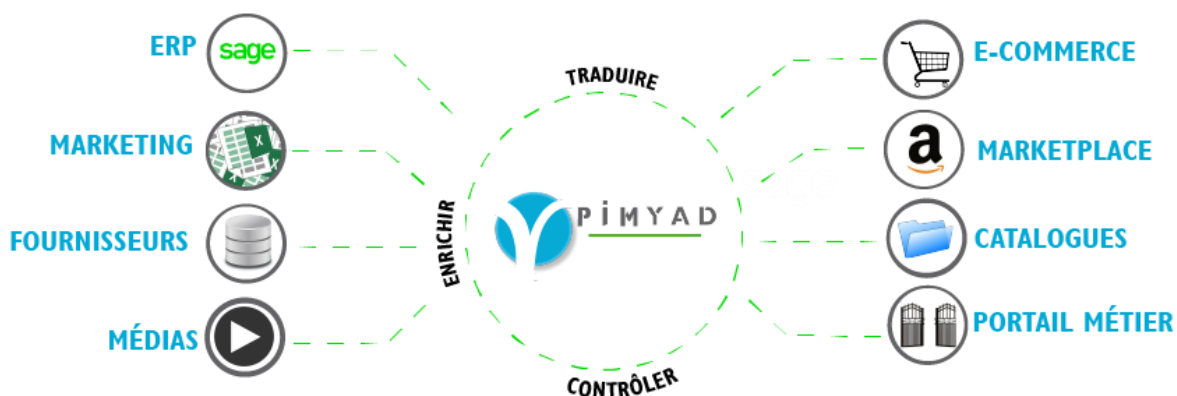 ERP
sage
MARKETING
FOURNISSEURS
MÉDIAS
TRADUIRE
ENRICHIR
PIMYAD
CONTRÔLER
E-COMMERCE
a
MARKETPLACE
CATALOGUES
PORTAIL MÉTIER